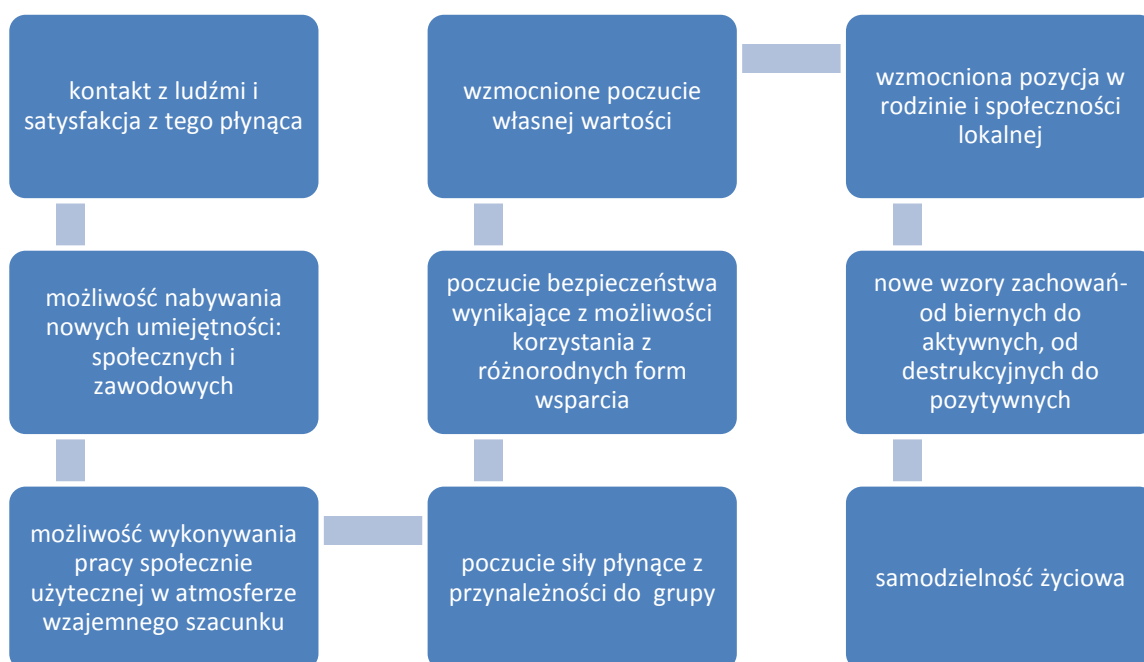 kontakt z ludźmi i
satysfakcja z tego płynąca
możliwość nabywania
nowych umiejętności:
społecznych i
zawodowych
możliwość wykonywania
pracy społecznie
użytecznej w atmosferze
wzajemnego szacunku
poczucie siły płynące z
przynależności do  grupy
poczucie bezpieczeństwa
wynikające z możliwości
korzystania z
różnorodnych form
wsparcia
wzmocnione poczucie
własnej wartości
wzmocniona pozycja w
rodzinie i społeczności
lokalnej
nowe wzory zachowań-
od biernych do
aktywnych, od
destrukcyjnych do
pozytywnych
samodzielność życiowa